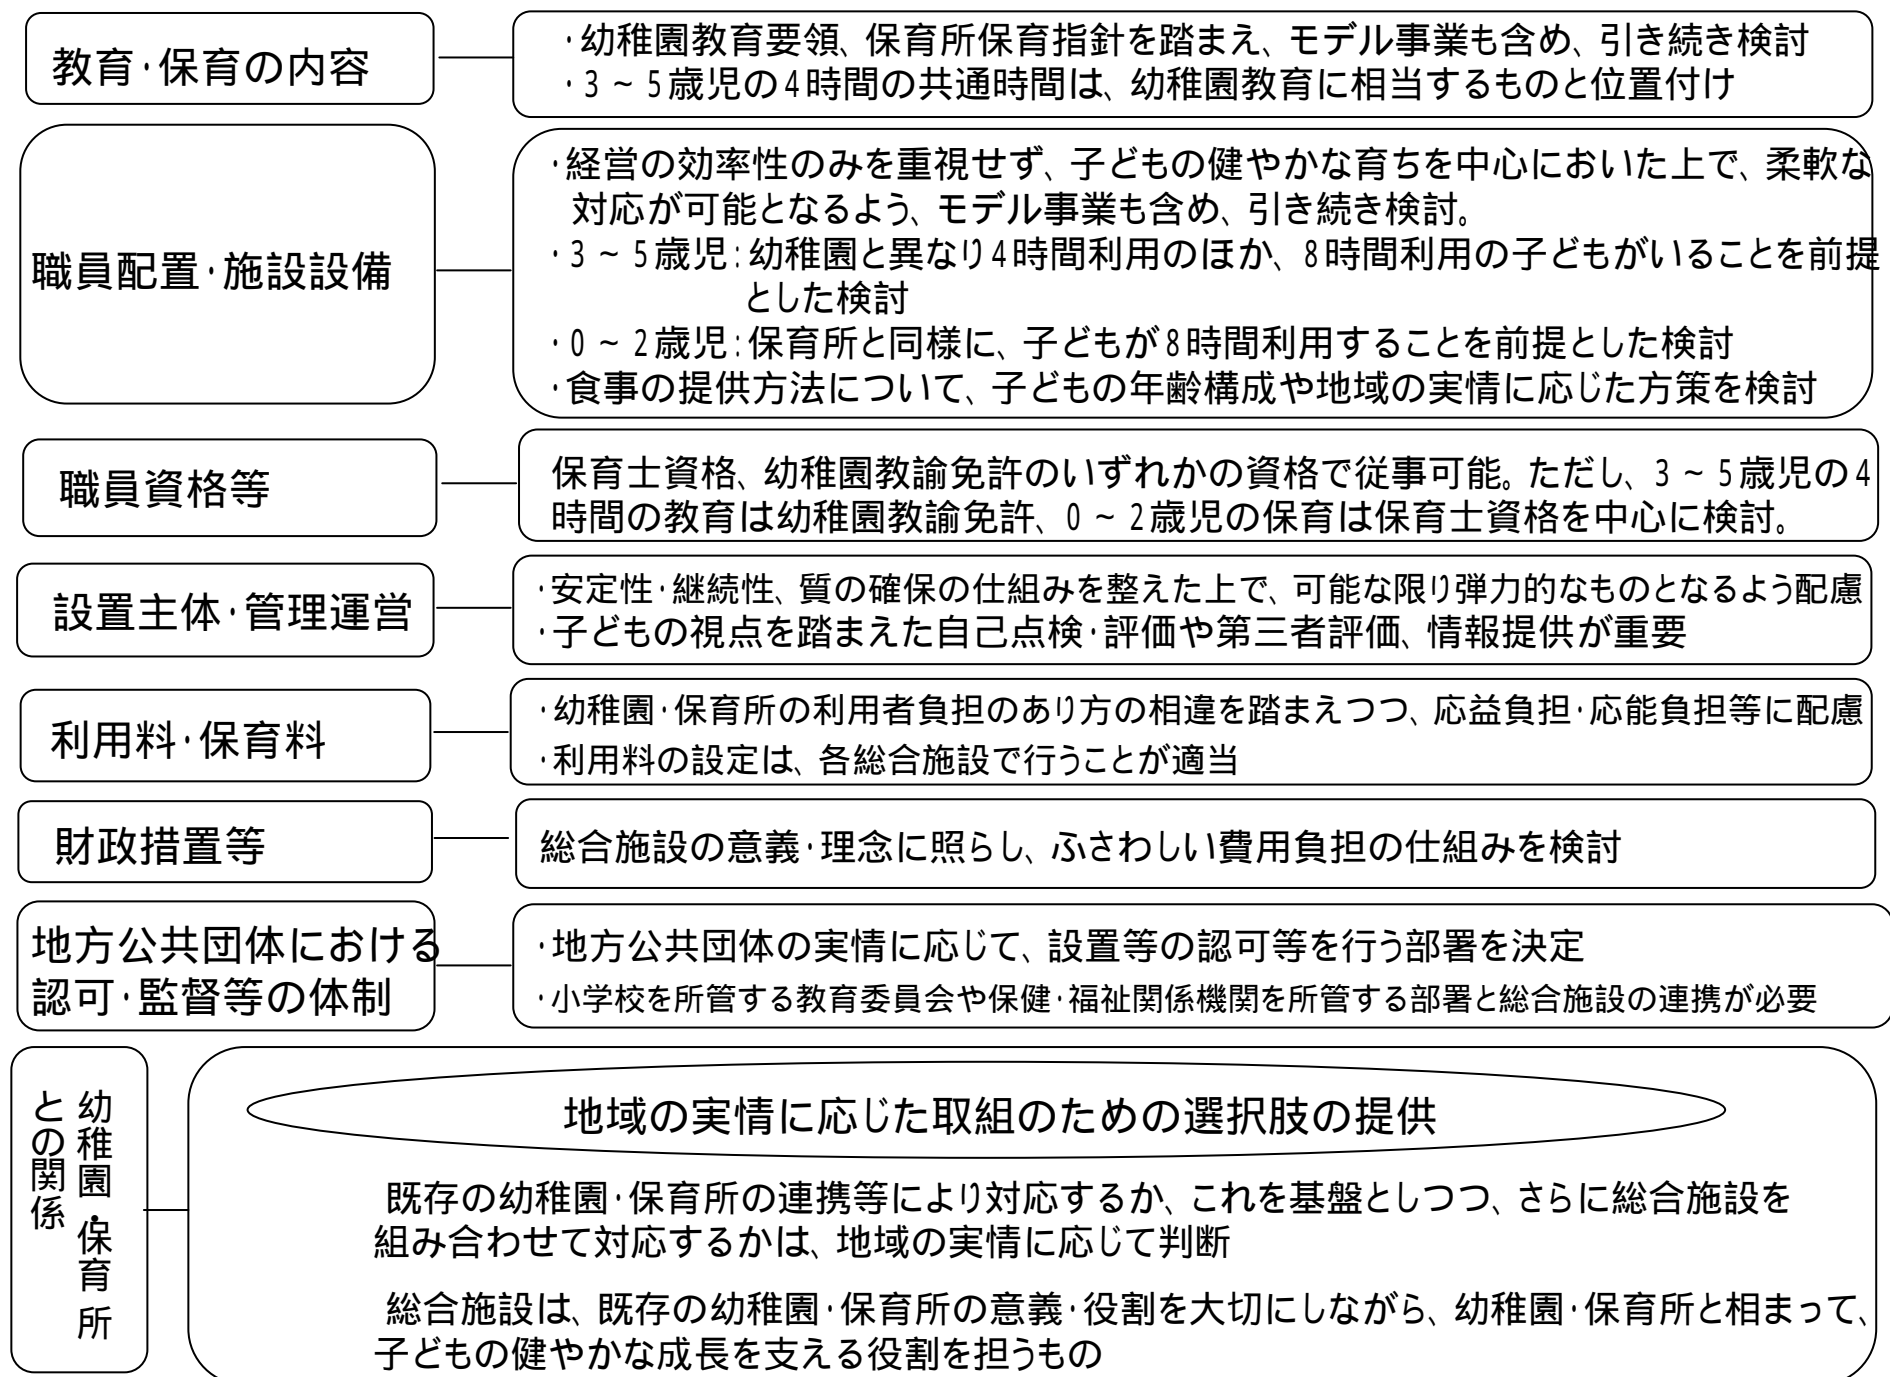 教育・保育の内容
・幼稚園教育要領、保育所保育指針を踏まえ、モデル事業も含め、引き続き検討
・3～5歳児の4時間の共通時間は、幼稚園教育に相当するものと位置付け
職員配置・施設設備
・経営の効率性のみを重視せず、子どもの健やかな育ちを中心においた上で、柔軟な
対応が可能となるよう、モデル事業も含め、引き続き検討。
・3～5歳児：幼稚園と異なり4時間利用のほか、8時間利用の子どもがいることを前提
とした検討
・0～2歳児：保育所と同様に、子どもが8時間利用することを前提とした検討
・食事の提供方法について、子どもの年齢構成や地域の実情に応じた方策を検討
職員資格等
保育士資格、幼稚園教諭免許のいずれかの資格で従事可能。ただし、3～5歳児の4
時間の教育は幼稚園教諭免許、0～2歳児の保育は保育士資格を中心に検討。
設置主体・管理運営
・安定性・継続性、質の確保の仕組みを整えた上で、可能な限り弾力的なものとなるよう配慮
・子どもの視点を踏まえた自己点検・評価や第三者評価、情報提供が重要
利用料・保育料
・幼稚園・保育所の利用者負担のあり方の相違を踏まえつつ、応益負担・応能負担等に配慮
・利用料の設定は、各総合施設で行うことが適当
財政措置等
総合施設の意義・理念に照らし、ふさわしい費用負担の仕組みを検討
地方公共団体における
認可・監督等の体制
・地方公共団体の実情に応じて、設置等の認可等を行う部署を決定
・小学校を所管する教育委員会や保健・福祉関係機関を所管する部署と総合施設の連携が必要
幼稚園・保育所
との関係
地域の実情に応じた取組のための選択肢の提供
既存の幼稚園・保育所の連携等により対応するか、これを基盤としつつ、さらに総合施設を
組み合わせて対応するかは、地域の実情に応じて判断
総合施設は、既存の幼稚園・保育所の意義・役割を大切にしながら、幼稚園・保育所と相まって、
子どもの健やかな成長を支える役割を担うもの